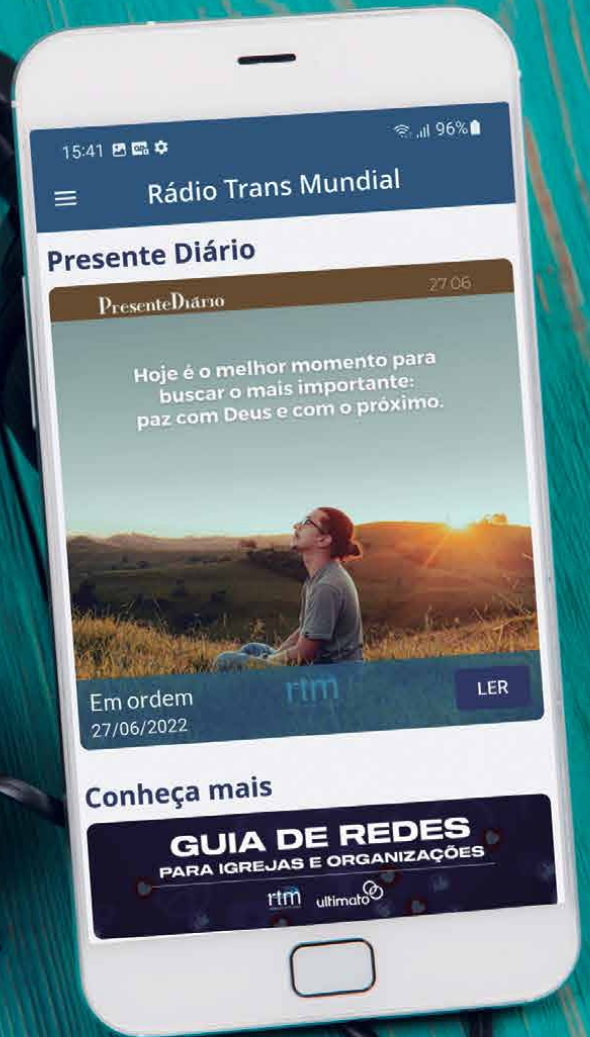 15:41 96%
Rádio Trans Mundial
Presente Diário
PresenteDiário 27.06
Hoje é o melhor momento para
buscar o mais importante:
paz com Deus e com o próximo.
rtm
Em ordem LER
27/06/2022
Conheça mais
GUIA DE REDES
PARA IGREJAS E ORGANIZAÇÕES
rtm ultimato